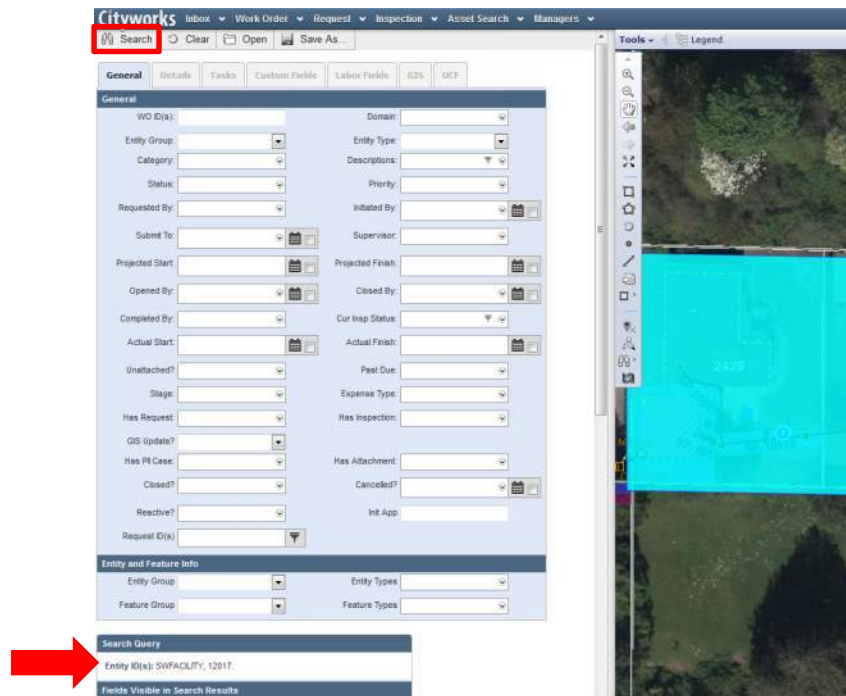 Cityworks Inbox Work Order Request Inspection Asset Search Managers
Search Clear Open Save As...
Tools Legend
General Details Tasks Custom Fields Labor Fields GIS UCF
General
WO ID(s): Domain:
Entity Group: Entity Type:
Category: Descriptions:
Status: Priority:
Requested By: Initiated By:
Submit To: Supervisor:
Projected Start: Projected Finish:
Opened By: Closed By:
Completed By: Cur Insp Status:
Actual Start: Actual Finish:
Unattached? Past Due:
Stage: Expense Type:
Has Request: Has Inspection:
GIS Update?
Has Pll Case: Has Attachment:
Closed? Cancelled?
Reactive? Init App
Request ID(s)
Entity and Feature Info
Entity Group Entity Types
Feature Group Feature Types
Search Query
Entity ID(s): SWFACILITY, 12017.
Fields Visible in Search Results
2425